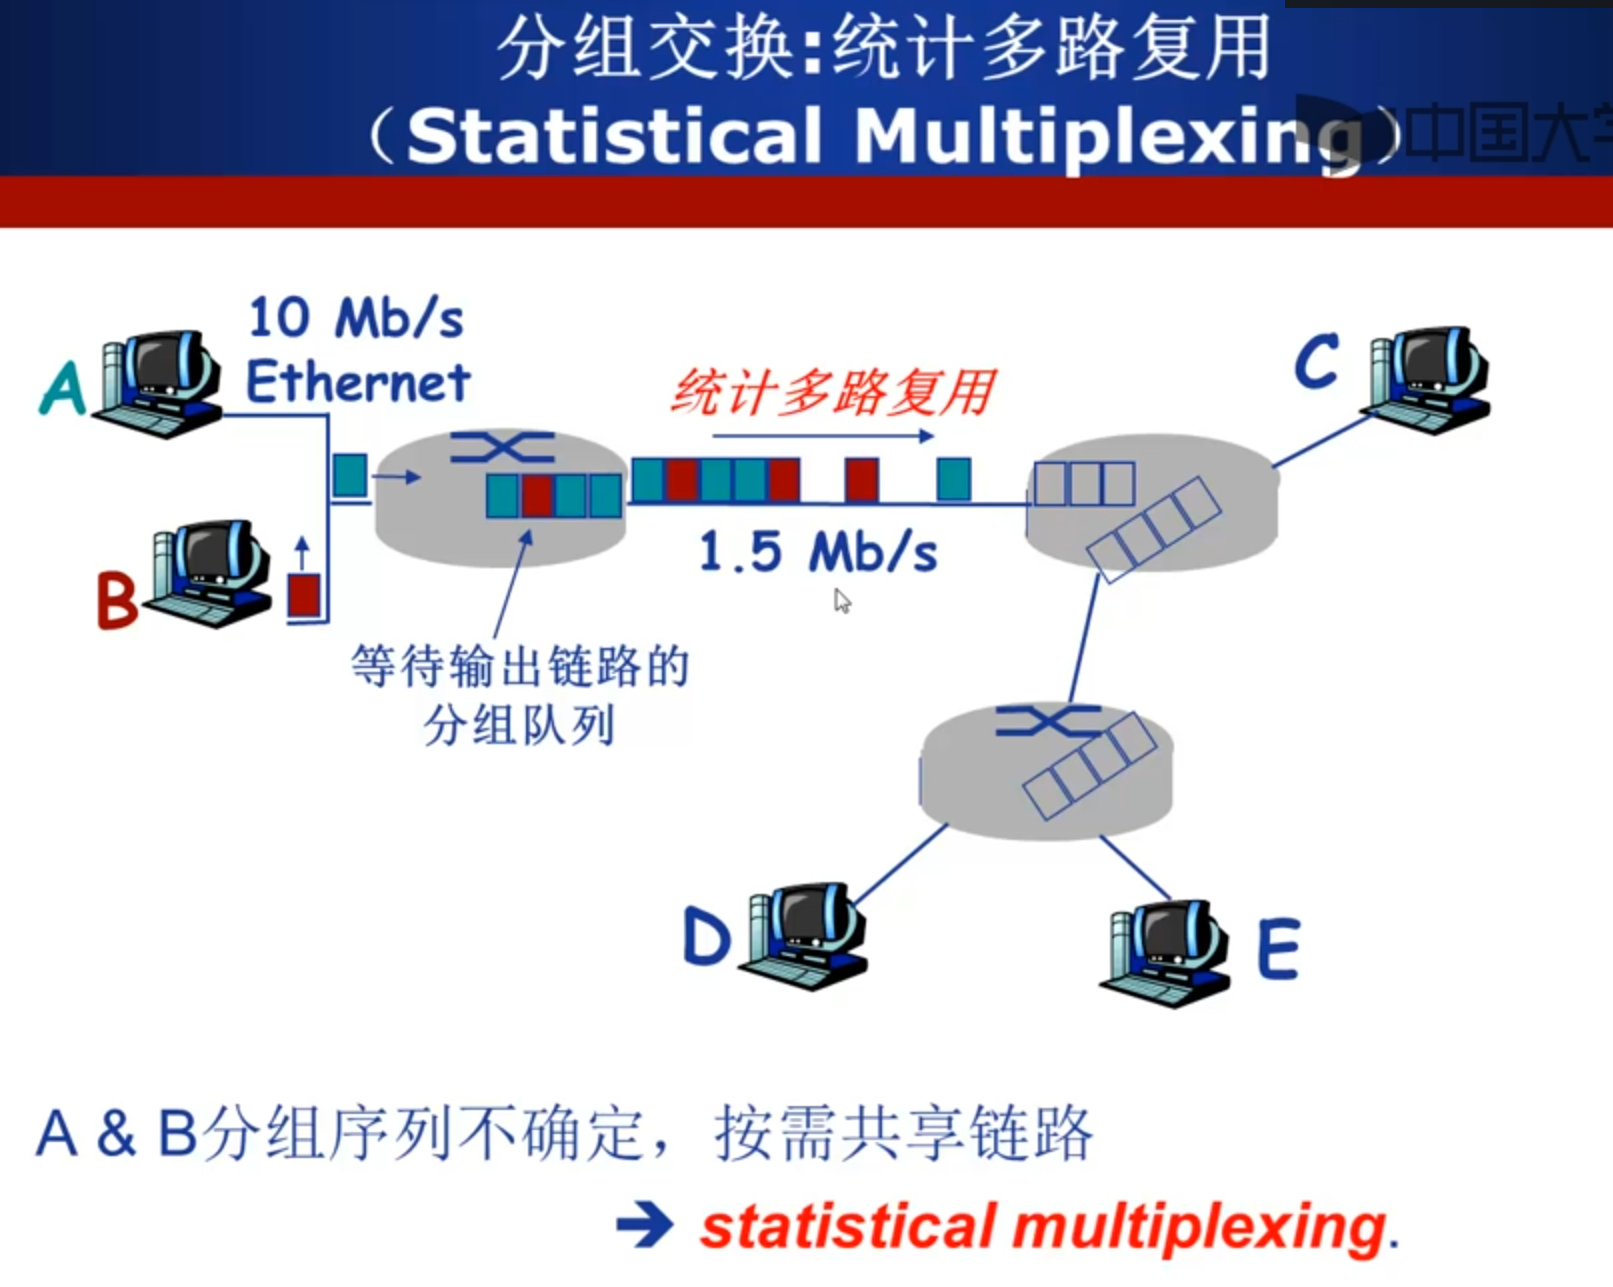 分组交换:统计多路复用
（Statistical Multiplexing）
中国大学
10 Mb/s
Ethernet
A
统计多路复用
C
B
1.5 Mb/s
等待输出链路的
分组队列
D
E
A & B分组序列不确定，按需共享链路
➔ statistical multiplexing.